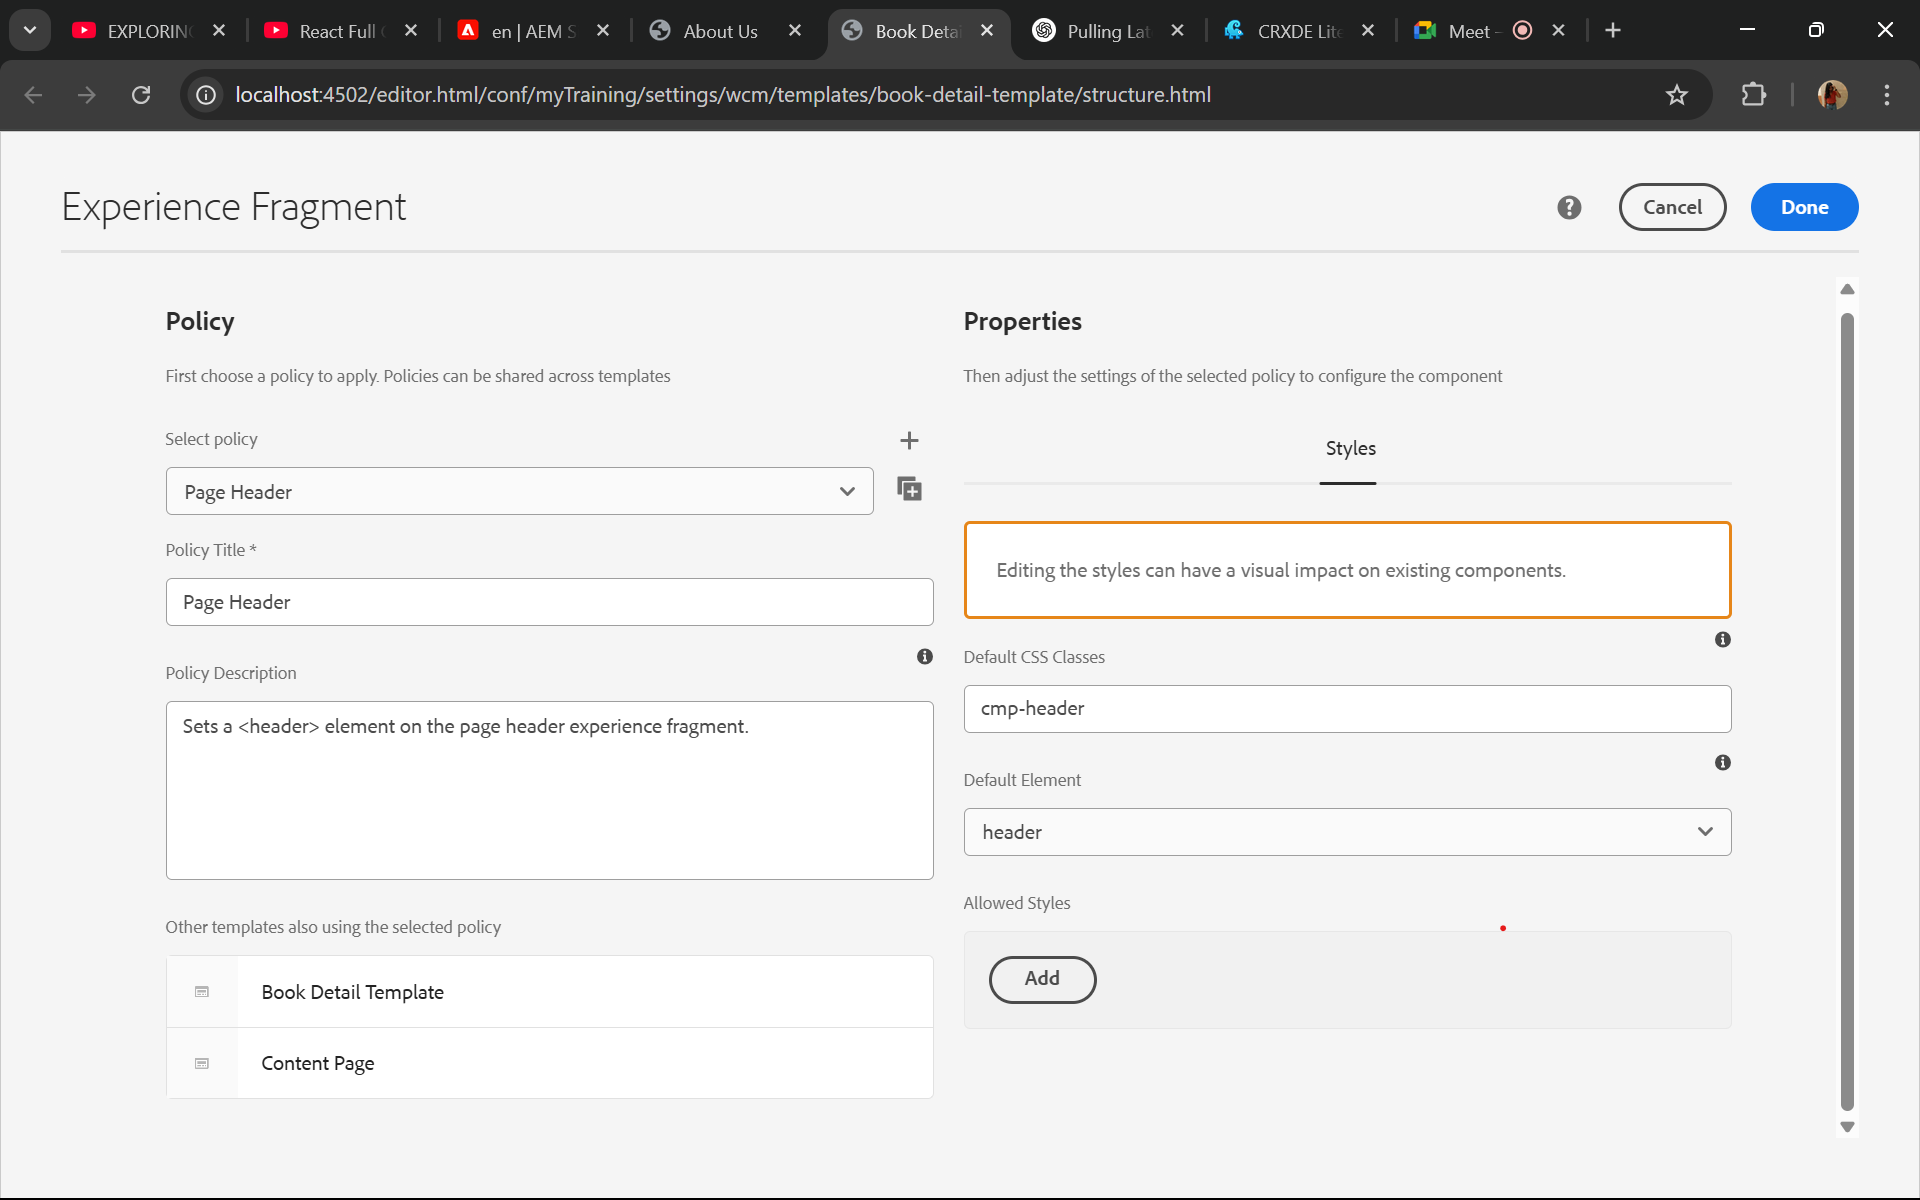 EXPLORIN
React Full
en | AEM S
About Us
Book Deta
Pulling Lat
CRXDE Lite
Meet -
localhost:4502/editor.html/conf/myTraining/settings/wcm/templates/book-detail-template/structure.html
Experience Fragment
Cancel
Done
Policy
First choose a policy to apply. Policies can be shared across templates
Select policy
Page Header
Policy Title *
Page Header
Policy Description
Sets a <header> element on the page header experience fragment.
Other templates also using the selected policy
Book Detail Template
Content Page
Properties
Then adjust the settings of the selected policy to configure the component
Styles
Editing the styles can have a visual impact on existing components.
Default CSS Classes
cmp-header
Default Element
header
Allowed Styles
Add